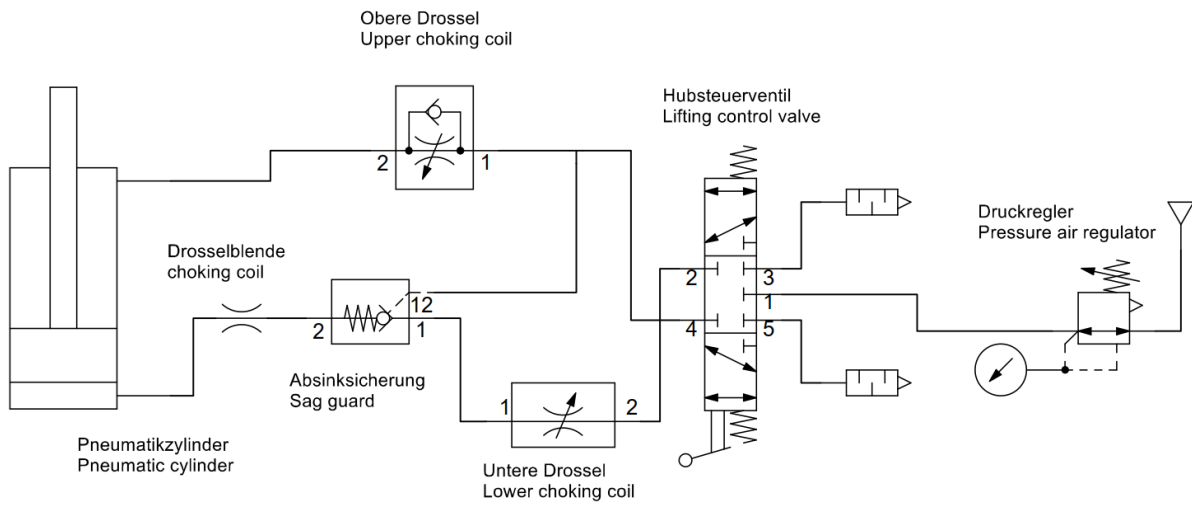 Obere Drossel
Upper choking coil
Hubsteuerventil
Lifting control valve
2
1
Druckregler
Pressure air regulator
Drosselblende
choking coil
2
3
12
1
2
1
4
5
Absinksicherung
Sag guard
1
2
Pneumatikzylinder
Pneumatic cylinder
Untere Drossel
Lower choking coil